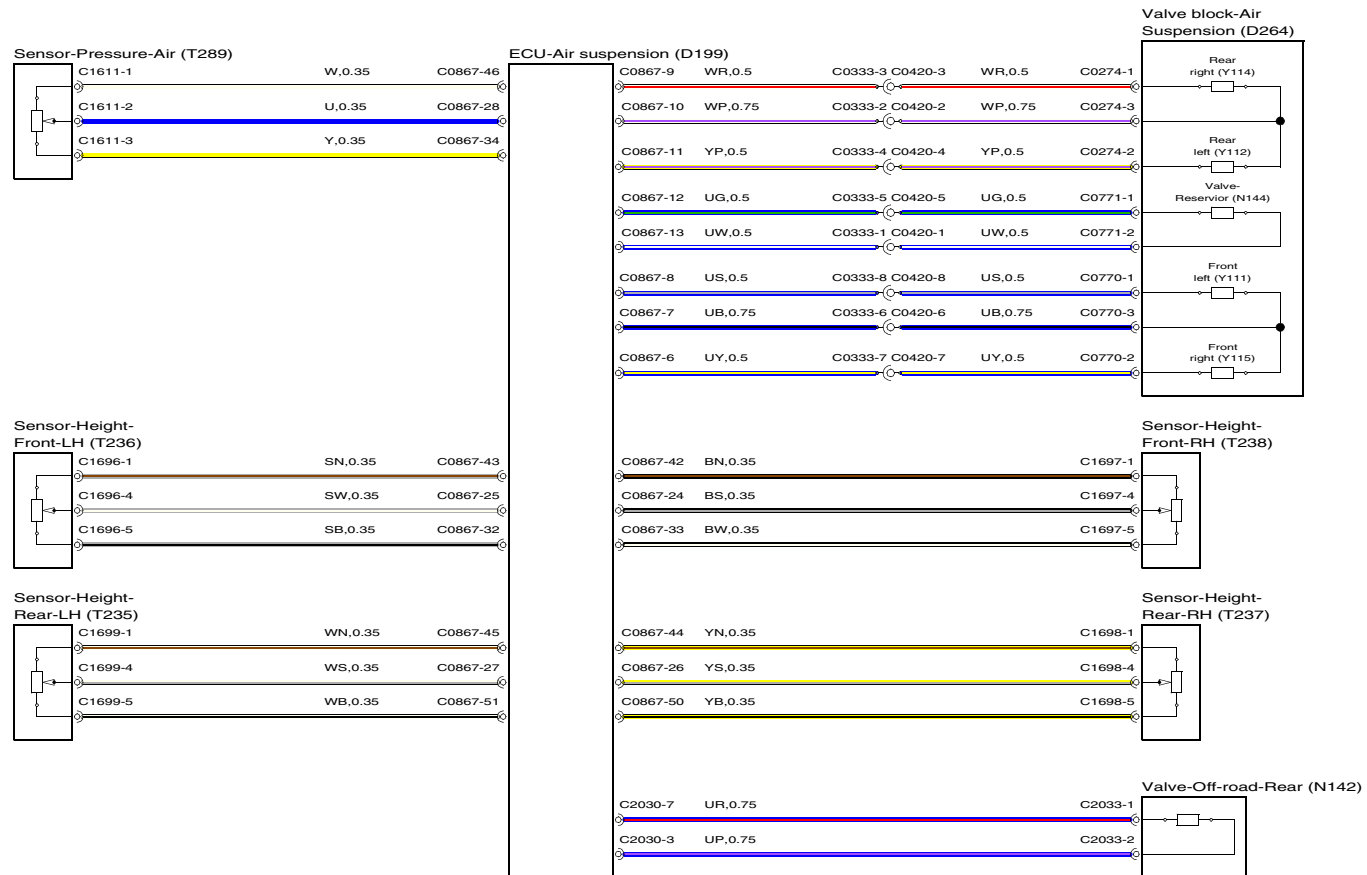 Valve block-Air
Suspension (D264)
Sensor-Pressure-Air (T289)
ECU-Air suspension (D199)
C1611-1 W,0.35 C0867-46
C0867-9 WR,0.5 C0333-3 C0420-3 WR,0.5 C0274-1
Rear
right (Y114)
C1611-2 U,0.35 C0867-28
C0867-10 WP,0.75 C0333-2 C0420-2 WP,0.75 C0274-3
C1611-3 Y,0.35 C0867-34
C0867-11 YP,0.5 C0333-4 C0420-4 YP,0.5 C0274-2
Rear
left (Y112)
Valve-
Reservior (N144)
C0867-12 UG,0.5 C0333-5 C0420-5 UG,0.5 C0771-1
C0867-13 UW,0.5 C0333-1 C0420-1 UW,0.5 C0771-2
C0867-8 US,0.5 C0333-8 C0420-8 US,0.5 C0770-1
Front
left (Y111)
C0867-7 UB,0.75 C0333-6 C0420-6 UB,0.75 C0770-3
C0867-6 UY,0.5 C0333-7 C0420-7 UY,0.5 C0770-2
Front
right (Y115)
Sensor-Height-
Front-LH (T236)
Sensor-Height-
Front-RH (T238)
C1696-1 SN,0.35 C0867-43
C0867-42 BN,0.35 C1697-1
C1696-4 SW,0.35 C0867-25
C0867-24 BS,0.35 C1697-4
C1696-5 SB,0.35 C0867-32
C0867-33 BW,0.35 C1697-5
Sensor-Height-
Rear-LH (T235)
Sensor-Height-
Rear-RH (T237)
C1699-1 WN,0.35 C0867-45
C0867-44 YN,0.35 C1698-1
C1699-4 WS,0.35 C0867-27
C0867-26 YS,0.35 C1698-4
C1699-5 WB,0.35 C0867-51
C0867-50 YB,0.35 C1698-5
Valve-Off-road-Rear (N142)
C2030-7 UR,0.75 C2033-1
C2030-3 UP,0.75 C2033-2